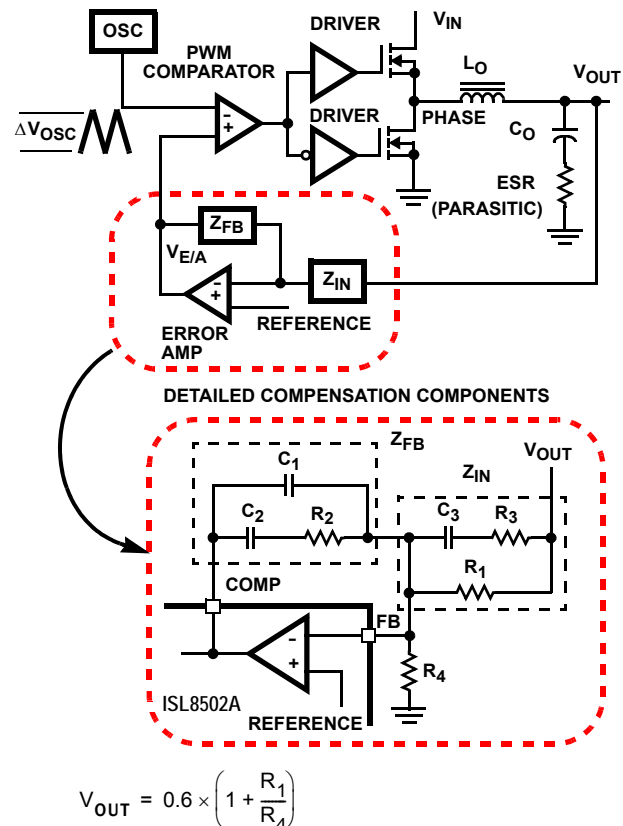 OSC
PWM
COMPARATOR
DRIVER
V_IN
L_O
V_OUT
DRIVER
PHASE
C_O
ΔV_OSC
- +
ESR
(PARASITIC)
Z_FB
V_E/A
- +
Z_IN
REFERENCE
ERROR
AMP
DETAILED COMPENSATION COMPONENTS
Z_FB
V_OUT
C_1
Z_IN
C_2
R_2
C_3
R_3
R_1
COMP
FB
- +
R_4
ISL8502A
REFERENCE
V_OUT = 0.6 × (1 + R_1/R_4)